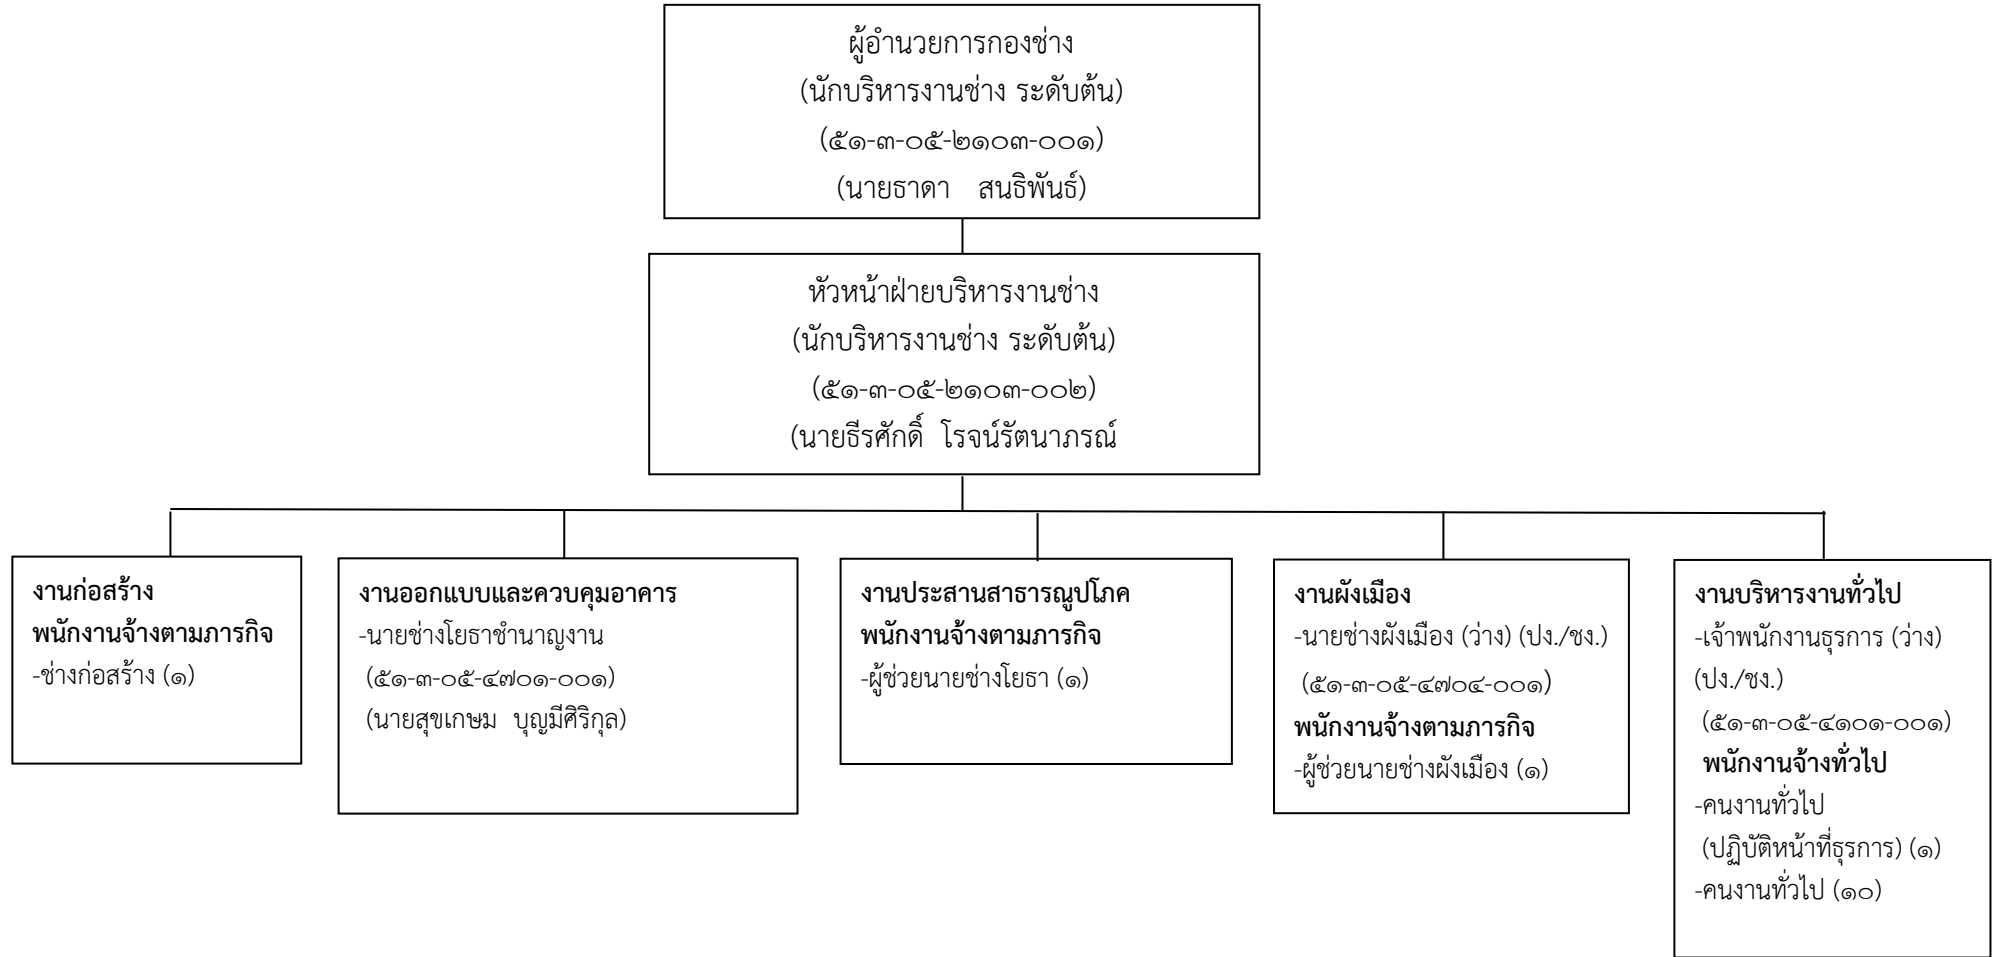 ผู้อำนวยการกองช่าง
(นักบริหารงานช่าง ระดับต้น)
(๕๑-๓-๐๕-๒๑๐๓-๐๐๑)
(นายธาดา สนธิพันธ์)
หัวหน้าฝ่ายบริหารงานช่าง
(นักบริหารงานช่าง ระดับต้น)
(๕๑-๓-๐๕-๒๑๐๓-๐๐๒)
(นายธีรศักดิ์ โรจน์รัตนาภรณ์
งานก่อสร้าง
พนักงานจ้างตามภารกิจ
-ช่างก่อสร้าง (๑)
งานออกแบบและควบคุมอาคาร
-นายช่างโยธาชำนาญงาน
(๕๑-๓-๐๕-๔๗๐๑-๐๐๑)
(นายสุขเกษม บุญมีศิริกุล)
งานประสานสาธารณูปโภค
พนักงานจ้างตามภารกิจ
-ผู้ช่วยนายช่างโยธา (๑)
งานผังเมือง
-นายช่างผังเมือง (ว่าง) (ปง./ชง.)
(๕๑-๓-๐๕-๔๗๐๔-๐๐๑)
พนักงานจ้างตามภารกิจ
-ผู้ช่วยนายช่างผังเมือง (๑)
งานบริหารงานทั่วไป
-เจ้าพนักงานธุรการ (ว่าง)
(ปง./ชง.)
(๕๑-๓-๐๕-๔๑๐๑-๐๐๑)
พนักงานจ้างทั่วไป
-คนงานทั่วไป
(ปฏิบัติหน้าที่ธุรการ) (๑)
-คนงานทั่วไป (๑๐)